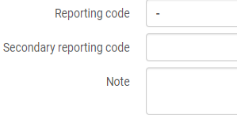 Reporting code -
Secondary reporting code
Note